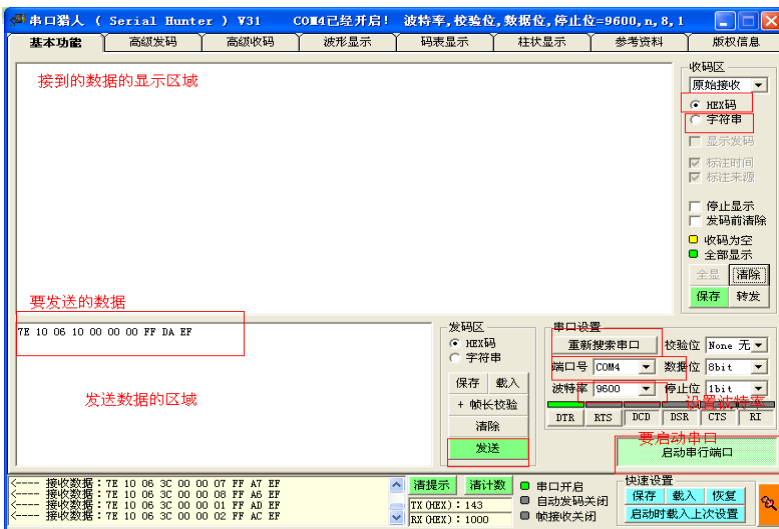 串口猎人 ( Serial Hunter ) V31 COM4已经开启! 波特率,校验位,数据位,停止位=9600,n,8,1
基本功能 高级发码 高级收码 波形显示 码表显示 柱状显示 参考资料 版权信息
接到的数据的显示区域
收码区
原始接收
HEX码
字符串
显示发码
标注时间
标注来源
停止显示
发码前清除
收码为空
全部显示
全显 清除
保存 转发
要发送的数据
7E 10 06 10 00 00 00 FF DA EF
发送数据的区域
发码区
HEX码
字符串
保存 载入
+ 帧长校验
清除
发送
串口设置
重新搜索串口 校验位 None 无
端口号 COM4 数据位 8bit
波特率 9600 停止位 1bit
设置波特率
DTR RTS DCD DSR CTS RI
要启动串口
启动串行端口
<---- 接收数据：7E 10 06 3C 00 00 07 FF A7 EF
<---- 接收数据：7E 10 06 3C 00 00 08 FF A6 EF
<---- 接收数据：7E 10 06 3C 00 00 01 FF AD EF
<---- 接收数据：7E 10 06 3C 00 00 02 FF AC EF
清提示 清计数
TX(HEX)：143
RX(HEX)：1000
串口开启
自动发码关闭
帧接收关闭
快速设置
保存 载入 恢复
启动时载入上次设置